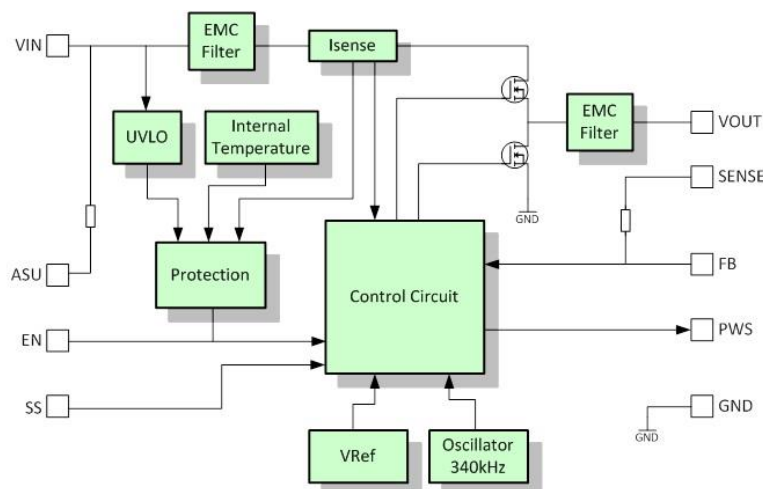 VIN
EMC
Filter
Isense
UVLO
Internal
Temperature
EMC
Filter
VOUT
SENSE
GND
ASU
Protection
Control Circuit
FB
EN
PWS
SS
GND
GND
VRef
Oscillator
340kHz